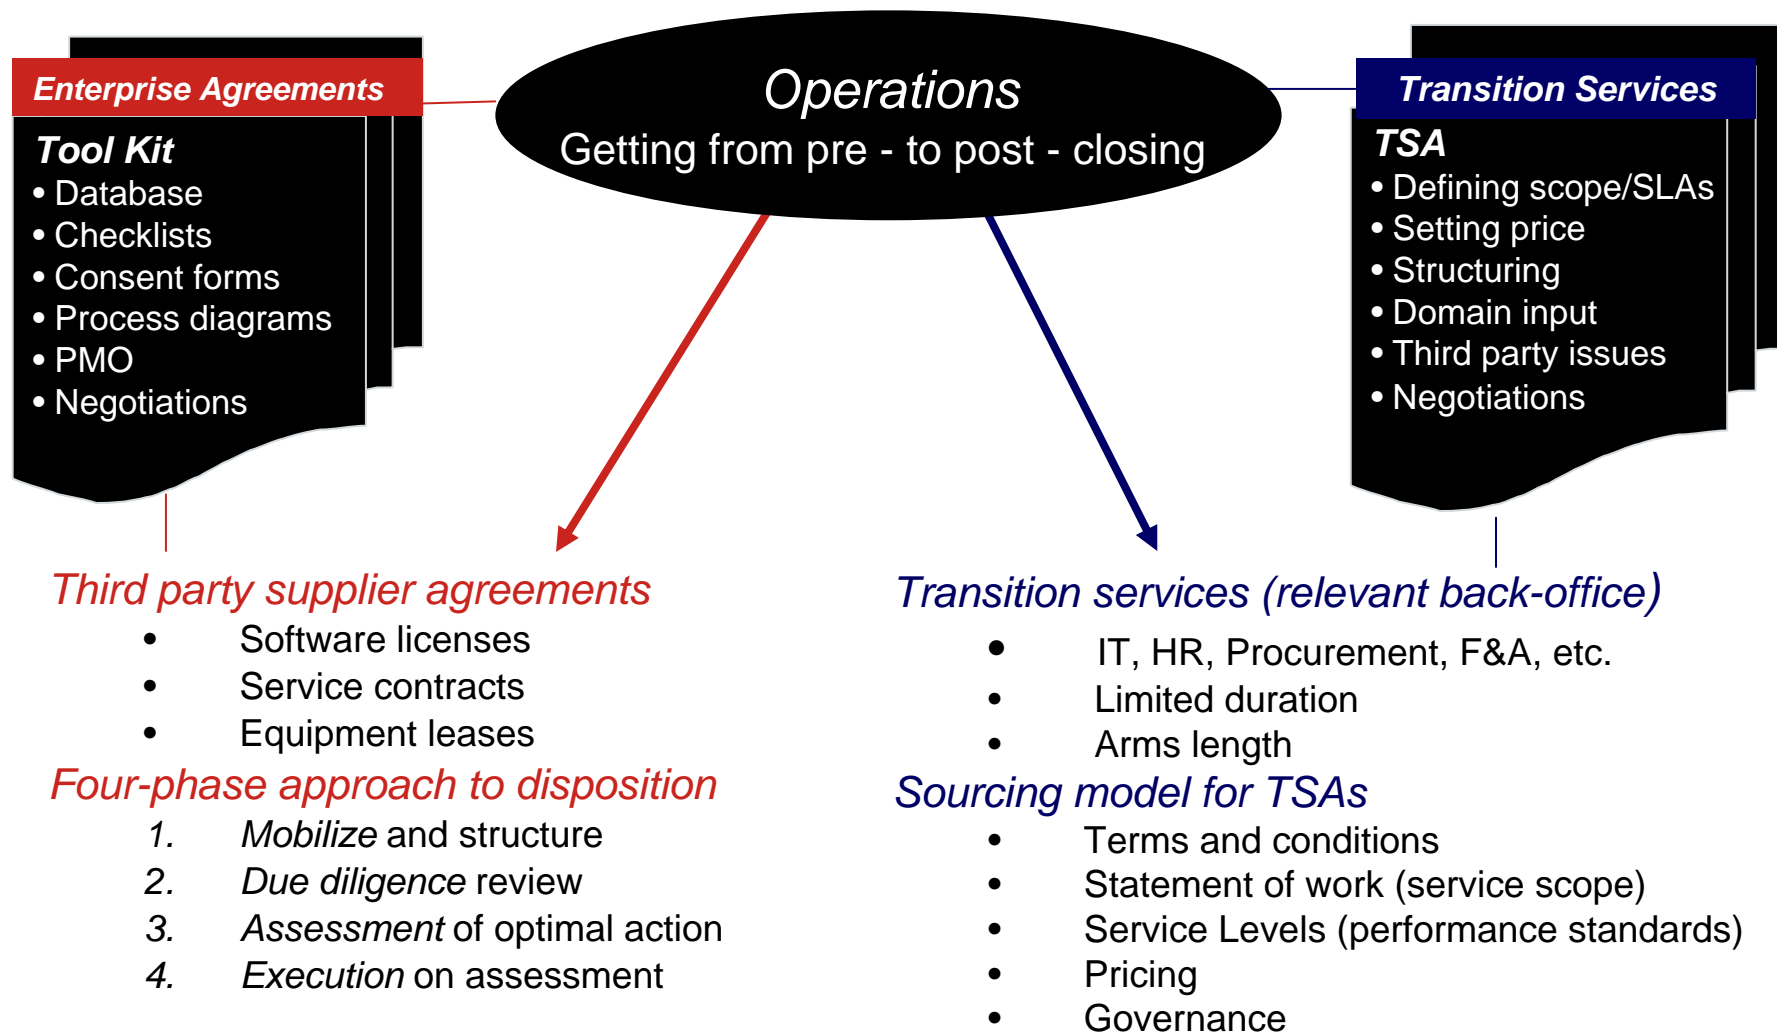 Operations
Getting from pre - to post - closing
Enterprise Agreements
Tool Kit
• Database
• Checklists
• Consent forms
• Process diagrams
• PMO
• Negotiations
Transition Services
TSA
• Defining scope/SLAs
• Setting price
• Structuring
• Domain input
• Third party issues
• Negotiations
Third party supplier agreements
• Software licenses
• Service contracts
• Equipment leases
Four-phase approach to disposition
1. Mobilize and structure
2. Due diligence review
3. Assessment of optimal action
4. Execution on assessment
Transition services (relevant back-office)
• IT, HR, Procurement, F&A, etc.
• Limited duration
• Arms length
Sourcing model for TSAs
• Terms and conditions
• Statement of work (service scope)
• Service Levels (performance standards)
• Pricing
• Governance